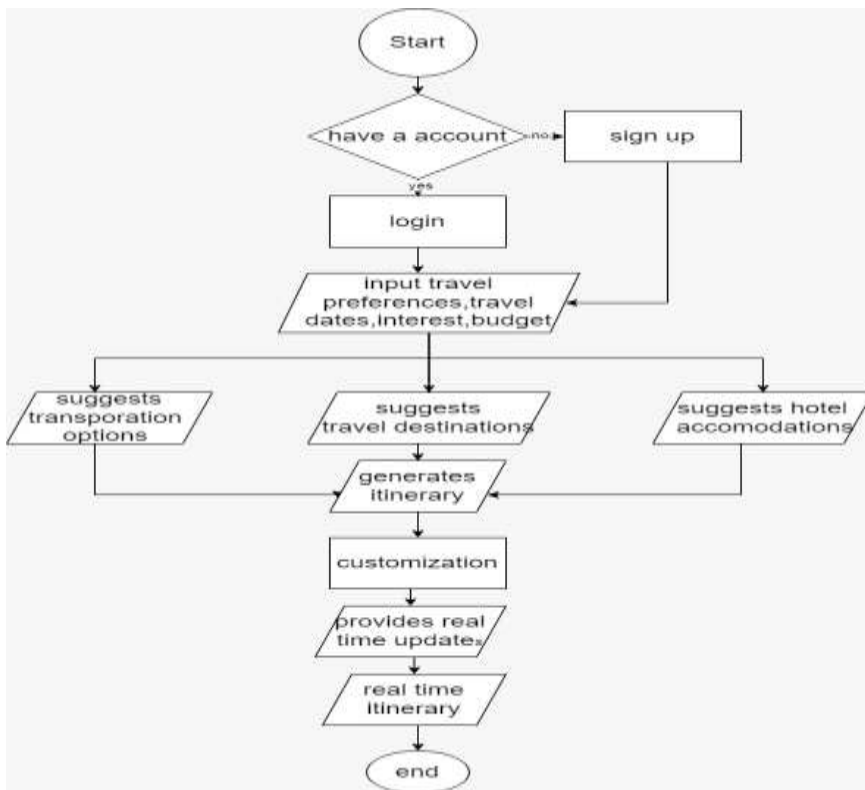 Start
have a account
no
sign up
yes
login
input travel
preferences,travel
dates,interest,budget
suggests
transporation
options
suggests
travel destinations
suggests hotel
accomodations
generates
itinerary
customization
provides real
time updates
real time
itinerary
end